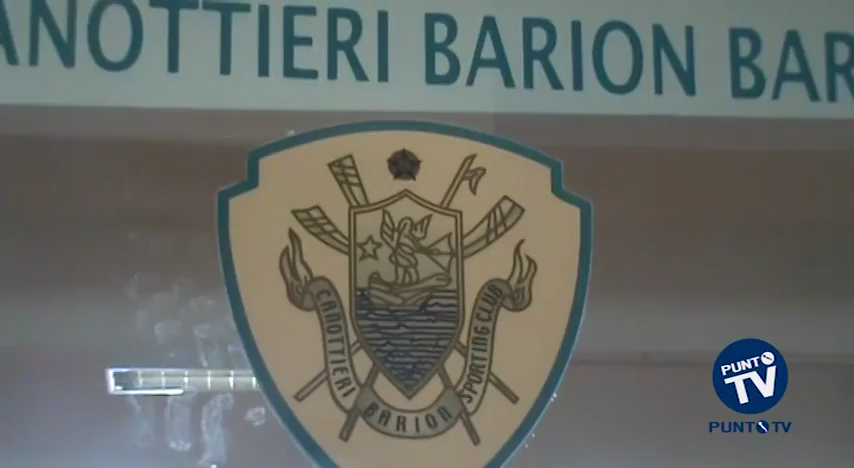 ANOTTIERI BARION BAR
CANOTTIERI BARION SPORTING CLUB
PUNTO
TV
PUNTO TV